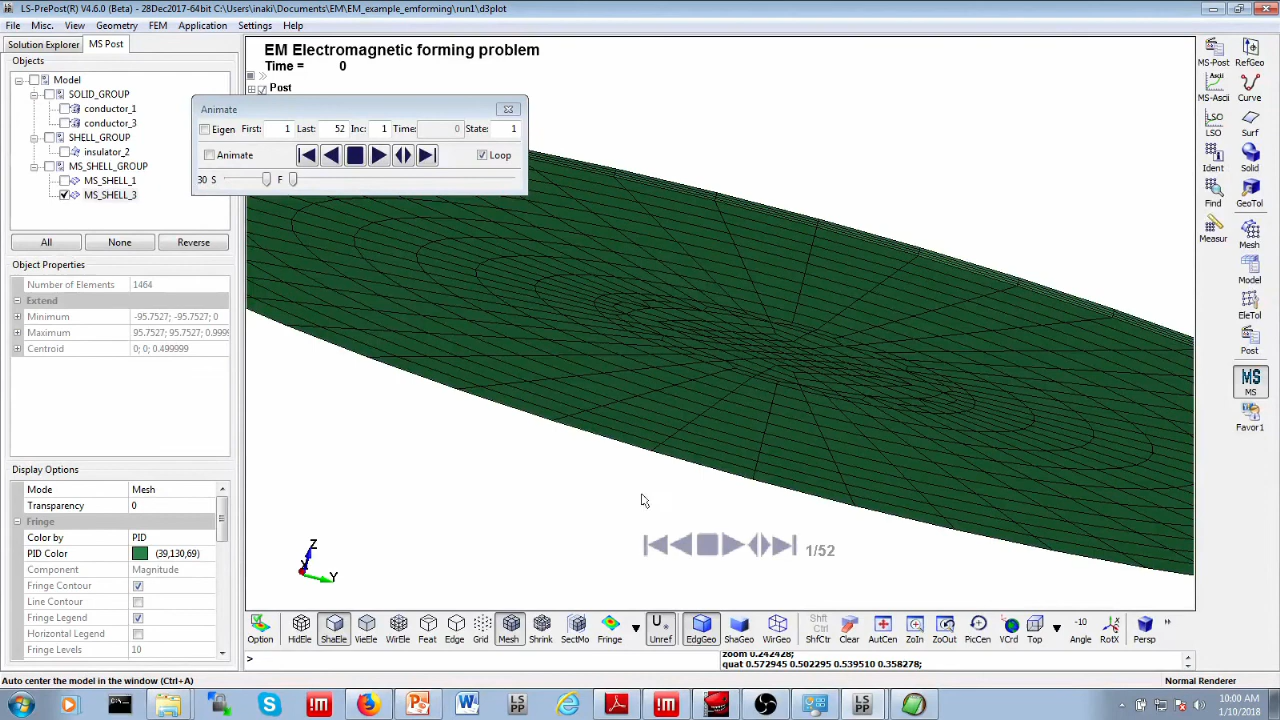 LS-PrePost(R) V4.6.0 (Beta) - 28Dec2017-64bit C:\Users\inaki\Documents\EM\EM_example_emforming\run1\d3plot
File Misc. View Geometry FEM Application Settings Help
Solution Explorer MS Post
Objects
Model
SOLID_GROUP
conductor_1
conductor_3
SHELL_GROUP
insulator_2
MS_SHELL_GROUP
MS_SHELL_1
MS_SHELL_3
All None Reverse
Object Properties
Number of Elements 1464
Extend
Minimum -95.7527; -95.7527; 0
Maximum 95.7527; 95.7527; 0.9999
Centroid 0; 0; 0.499999
Display Options
Mode Mesh
Transparency 0
Fringe
Color by PID
PID Color (39,130,69)
Component Magnitude
Fringe Contour
Line Contour
Fringe Legend
Horizontal Legend
Fringe Levels 10
EM Electromagnetic forming problem
Time = 0
Post
Animate
Eigen First: 1 Last: 52 Inc: 1 Time: 0 State: 1
Animate Loop
30 S F
1/52
Z
X
Y
MS-Post RefGeo
MS-Ascii Curve
LSO Surf
Ident Solid
Find GeoTol
Measur Mesh
Model
EleTol
Post
MS
MS
Favor1
Option HidEle ShaEle VieEle WirEle Feat Edge Grid Mesh Shrink SectMo Fringe Unref EdgGeo ShaGeo WirGeo Shft Ctrl ShfCtr Clear AutCen ZoIn ZoOut PicCen VCrd Top -10 Angle RotX Persp
zoom 0.242428;
> quat 0.572945 0.502295 0.539510 0.358278;
Auto center the model in the window (Ctrl+A) Normal Renderer
10:00 AM
1/10/2018